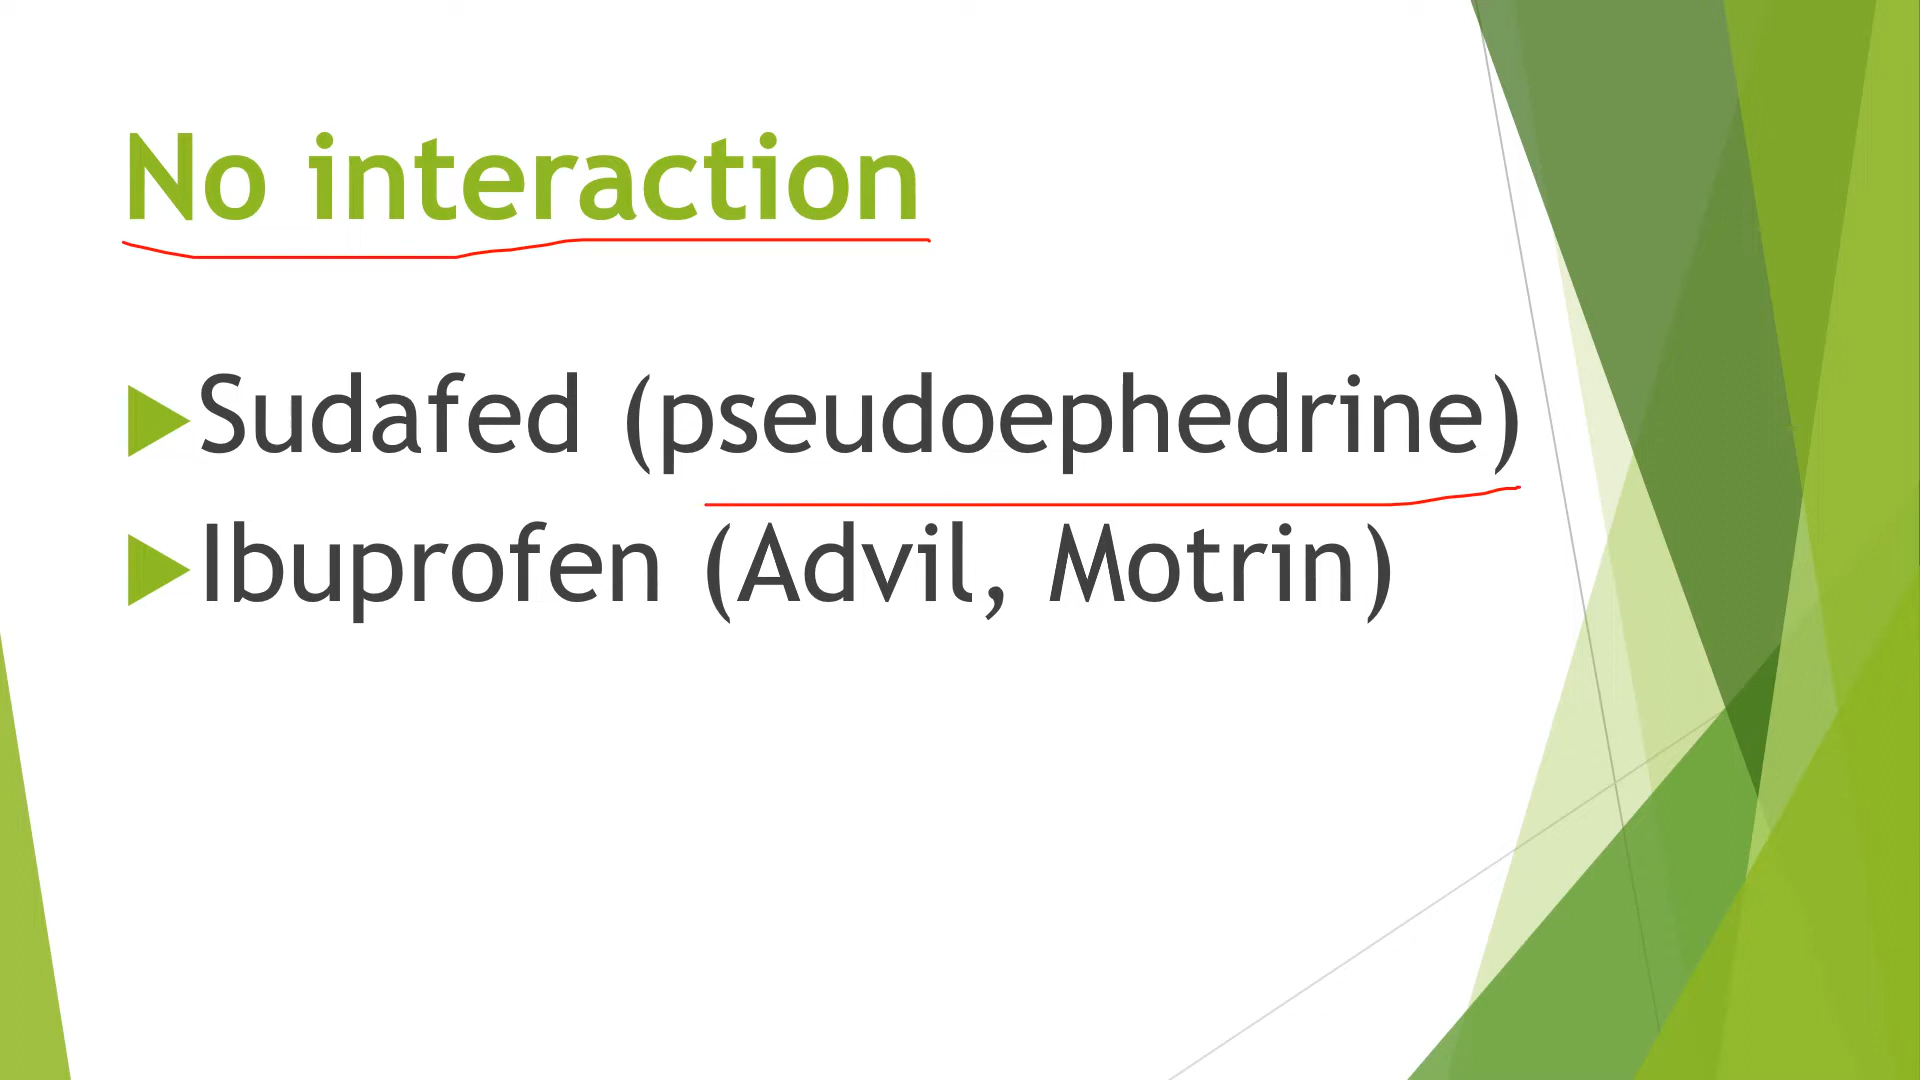 No interaction
Sudafed (pseudoephedrine)
Ibuprofen (Advil, Motrin)